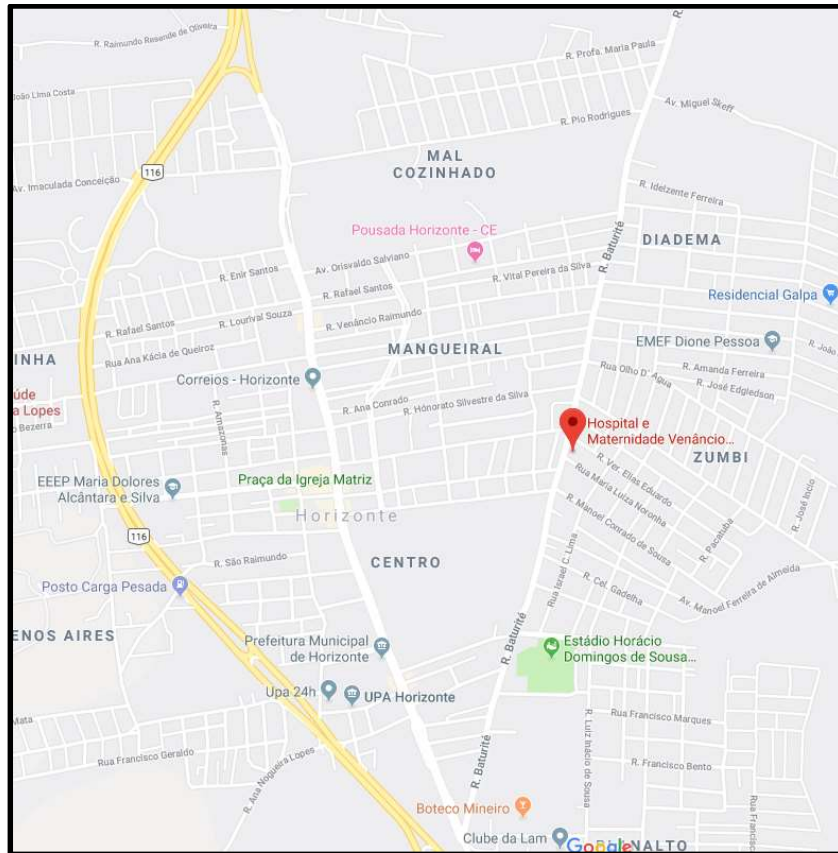 R. Raimundo Resende de Oliveira
R. Profa. Maria Paula
João Lima Costa
Av. Miguel Skeff
R. Pio Rodrigues
MAL
COZINHADO
116
Av. Imaculada Conceição
R. Idelzente Ferreira
Pousada Horizonte - CE
DIADEMA
R. Baturité
R. Enir Santos
Av. Orisvaldo Salviano
R. Vital Pereira da Silva
R. Rafael Santos
Residencial Galpa
R. Rafael Santos
R. Lourival Souza
R. Venâncio Raimundo
EMEF Dione Pessoa
R. João
INHA
Rua Ana Kácia de Queiroz
MANGUEIRAL
Rua Olho D' Água
R. Amanda Ferreira
Correios - Horizonte
R. José Edgledson
úde
a Lopes
R. Ana Conrado
R. Honorato Silvestre da Silva
Bezerra
R. Amazonas
Hospital e
Maternidade Venâncio...
ZUMBI
R. Ver. Elias Eduardo
EEEP Maria Dolores
Alcântara e Silva
Praça da Igreja Matriz
Rua Maria Luiza Noronha
R. José Incío
Horizonte
R. Manoel Conrado de Sousa
R. Pacatuba
116
R. São Raimundo
CENTRO
Rua Israel C. Lima
R. Cel. Gadelha
Posto Carga Pesada
Av. Manoel Ferreira de Almeida
ENOS AIRES
Prefeitura Municipal
de Horizonte
R. Baturité
Estádio Horácio
Domingos de Sousa...
Upa 24h
UPA Horizonte
Mata
Rua Francisco Marques
Rua Francisco Geraldo
R. Ana Nogueira Lopes
R. Baturité
R. Luiz Inácio de Sousa
R. Francisco Bento
Rua Francisc
Boteco Mineiro
Clube da Lam
Google
NALTO